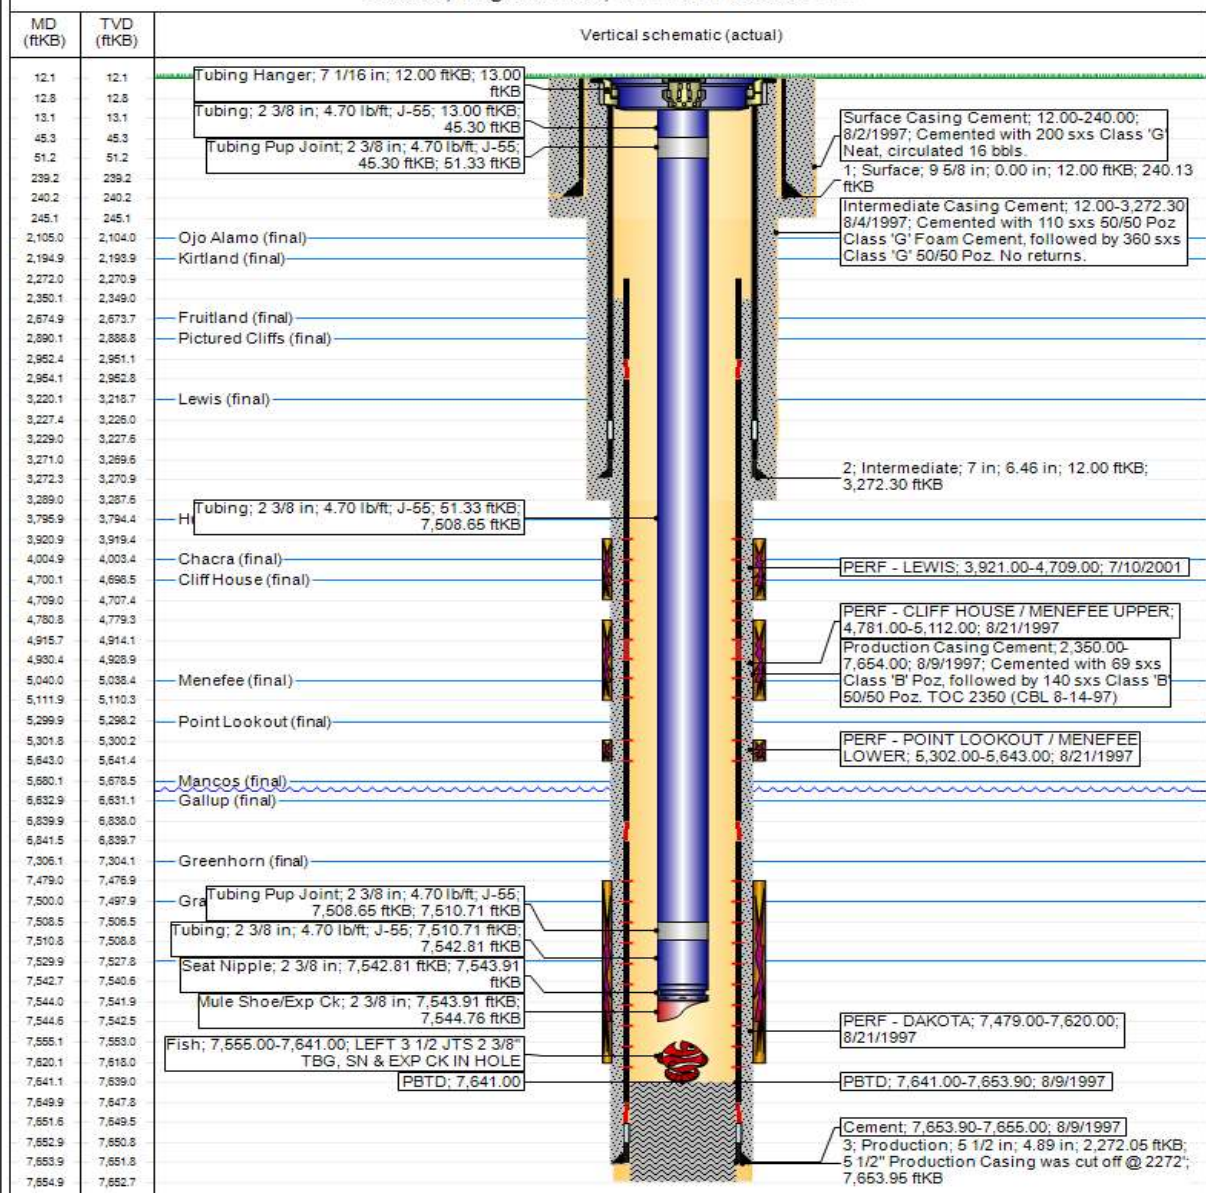 MD
(ftKB)
TVD
(ftKB)
Vertical schematic (actual)
12.1 12.1
12.8 12.8
13.1 13.1
45.3 45.3
51.2 51.2
239.2 239.2
240.2 240.2
245.1 245.1
2,105.0 2,104.0
2,194.9 2,193.9
2,272.0 2,270.9
2,350.1 2,349.0
2,674.9 2,673.7
2,890.1 2,888.8
2,952.4 2,951.1
2,954.1 2,952.8
3,220.1 3,218.7
3,227.4 3,226.0
3,229.0 3,227.6
3,271.0 3,269.6
3,272.3 3,270.9
3,289.0 3,287.6
3,795.9 3,794.4
3,920.9 3,919.4
4,004.9 4,003.4
4,700.1 4,698.5
4,709.0 4,707.4
4,780.8 4,779.3
4,915.7 4,914.1
4,930.4 4,928.9
5,040.0 5,038.4
5,111.9 5,110.3
5,299.9 5,298.2
5,301.8 5,300.2
5,643.0 5,641.4
5,680.1 5,678.5
6,632.9 6,631.1
6,839.9 6,838.0
6,841.5 6,839.7
7,306.1 7,304.1
7,479.0 7,476.9
7,500.0 7,497.9
7,508.5 7,506.5
7,510.8 7,508.8
7,529.9 7,527.8
7,542.7 7,540.6
7,544.0 7,541.9
7,544.6 7,542.5
7,555.1 7,553.0
7,620.1 7,618.0
7,641.1 7,639.0
7,649.9 7,647.8
7,651.6 7,649.5
7,652.9 7,650.8
7,653.9 7,651.8
7,654.9 7,652.7
Tubing Hanger; 7 1/16 in; 12.00 ftKB; 13.00
ftKB
Tubing; 2 3/8 in; 4.70 lb/ft; J-55; 13.00 ftKB;
45.30 ftKB
Tubing Pup Joint; 2 3/8 in; 4.70 lb/ft; J-55;
45.30 ftKB; 51.33 ftKB
Ojo Alamo (final)
Kirtland (final)
Fruitland (final)
Pictured Cliffs (final)
Lewis (final)
Tubing; 2 3/8 in; 4.70 lb/ft; J-55; 51.33 ftKB;
7,508.65 ftKB
Chacra (final)
Cliff House (final)
Menefee (final)
Point Lookout (final)
Mancos (final)
Gallup (final)
Greenhorn (final)
Gra
Tubing Pup Joint; 2 3/8 in; 4.70 lb/ft; J-55;
7,508.65 ftKB; 7,510.71 ftKB
Tubing; 2 3/8 in; 4.70 lb/ft; J-55; 7,510.71 ftKB;
7,542.81 ftKB
Seat Nipple; 2 3/8 in; 7,542.81 ftKB; 7,543.91
ftKB
Mule Shoe/Exp Ck; 2 3/8 in; 7,543.91 ftKB;
7,544.76 ftKB
Fish; 7,555.00-7,641.00; LEFT 3 1/2 JTS 2 3/8"
TBG, SN & EXP CK IN HOLE
PBTD; 7,641.00
Surface Casing Cement; 12.00-240.00;
8/2/1997; Cemented with 200 sxs Class 'G'
Neat, circulated 16 bbls.
1; Surface; 9 5/8 in; 0.00 in; 12.00 ftKB; 240.13
ftKB
Intermediate Casing Cement; 12.00-3,272.30
8/4/1997; Cemented with 110 sxs 50/50 Poz
Class 'G' Foam Cement, followed by 360 sxs
Class 'G' 50/50 Poz. No returns.
2; Intermediate; 7 in; 6.46 in; 12.00 ftKB;
3,272.30 ftKB
PERF - LEWIS; 3,921.00-4,709.00; 7/10/2001
PERF - CLIFF HOUSE / MENEFEE UPPER;
4,781.00-5,112.00; 8/21/1997
Production Casing Cement; 2,350.00-
7,654.00; 8/9/1997; Cemented with 69 sxs
Class 'B' Poz, followed by 140 sxs Class 'B'
50/50 Poz. TOC 2350 (CBL 8-14-97)
PERF - POINT LOOKOUT / MENEFEE
LOWER; 5,302.00-5,643.00; 8/21/1997
PERF - DAKOTA; 7,479.00-7,620.00;
8/21/1997
PBTD; 7,641.00-7,653.90; 8/9/1997
Cement; 7,653.90-7,655.00; 8/9/1997
3; Production; 5 1/2 in; 4.89 in; 2,272.05 ftKB;
5 1/2" Production Casing was cut off @ 2272';
7,653.95 ftKB